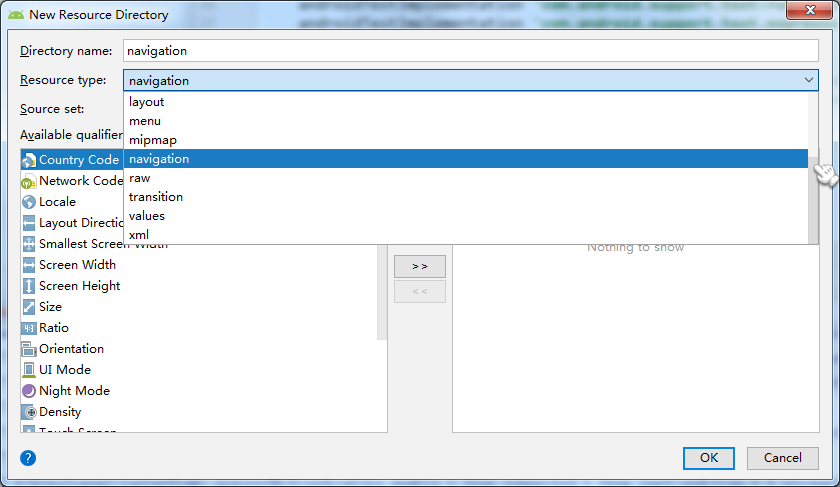 New Resource Directory
androidTestImplementation
Directory name:
navigation
Resource type:
navigation
layout
menu
mipmap
navigation
raw
transition
values
xml
Source set:
Available qualifier
Country Code
Network Code
Locale
Layout Directio
Smallest Screen Width
Screen Width
Screen Height
Size
Ratio
Orientation
UI Mode
Night Mode
Density
Touch Screen
>>
<<
Nothing to show
?
OK
Cancel